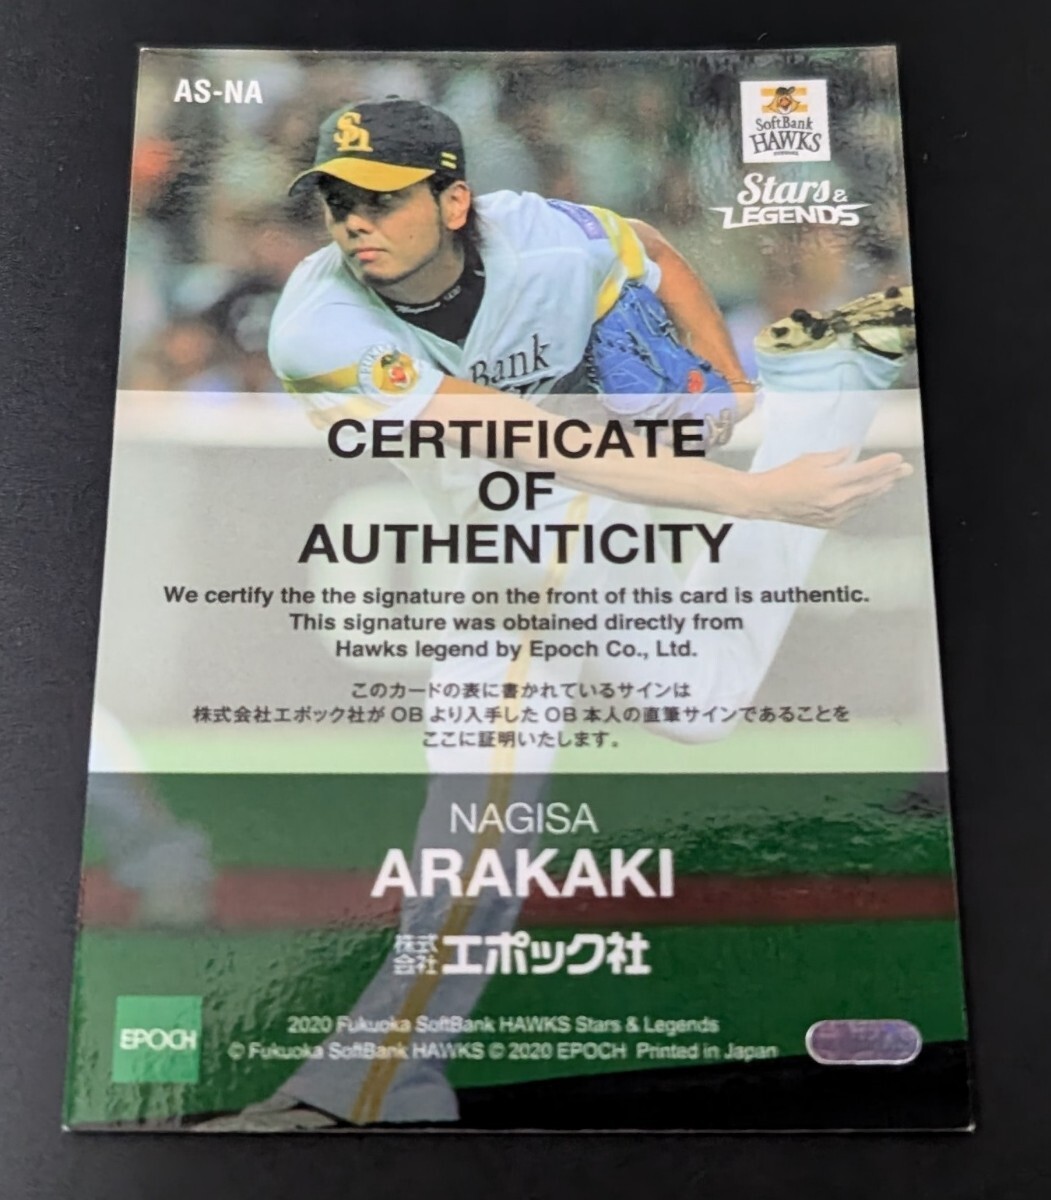 AS-NA
SH
SoftBank
HAWKS
Stars &
LEGENDS
Bank
CERTIFICATE
OF
AUTHENTICITY
We certify the the signature on the front of this card is authentic.
This signature was obtained directly from
Hawks legend by Epoch Co., Ltd.
このカードの表に書かれているサインは
株式会社エポック社が OB より入手した OB 本人の直筆サインであることを
ここに証明いたします。
NAGISA
ARAKAKI
株式会社エポック社
EPOCH
2020 Fukuoka SoftBank HAWKS Stars & Legends
© Fukuoka SoftBank HAWKS © 2020 EPOCH Printed in Japan